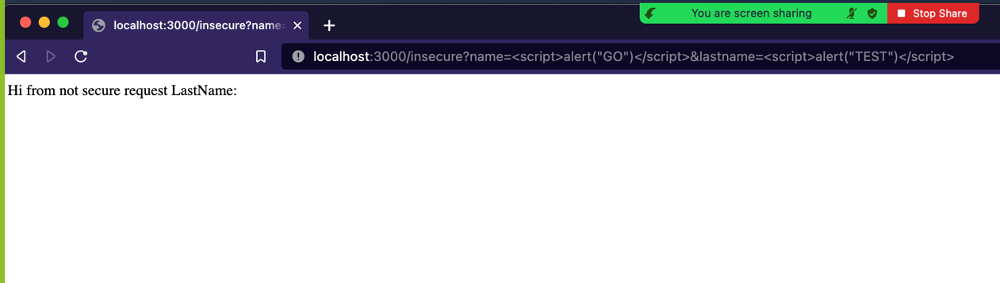 You are screen sharing
Stop Share
localhost:3000/insecure?name=
localhost:3000/insecure?name=<script>alert("GO")</script>&lastname=<script>alert("TEST")</script>
Hi from not secure request LastName: